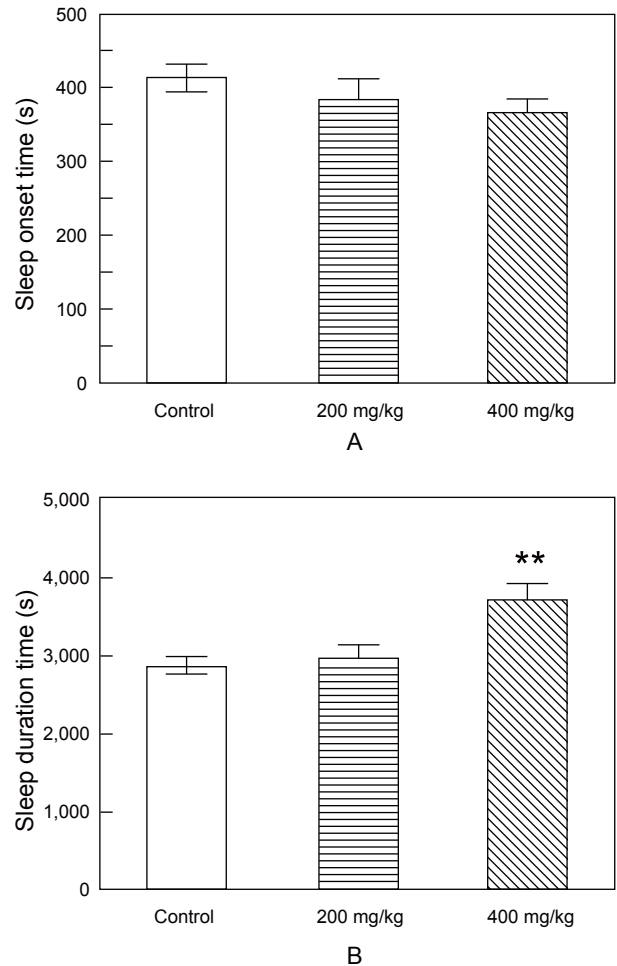 Sleep onset time (s)
500
400
300
200
100
0
Control 200 mg/kg 400 mg/kg
A
Sleep duration time (s)
5,000
4,000
3,000
2,000
1,000
0
**
Control 200 mg/kg 400 mg/kg
B